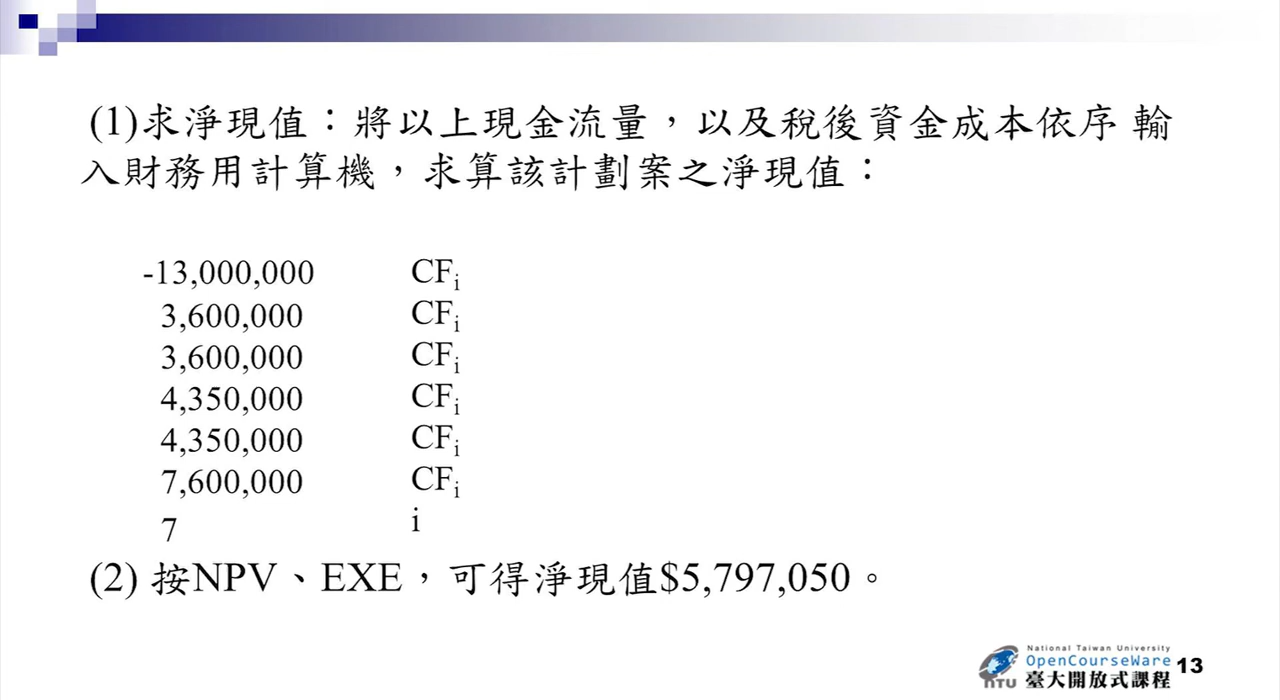 (1)求淨現值：將以上現金流量，以及稅後資金成本依序 輸
入財務用計算機，求算該計劃案之淨現值：
-13,000,000 CFi
3,600,000 CFi
3,600,000 CFi
4,350,000 CFi
4,350,000 CFi
7,600,000 CFi
7 i
(2) 按NPV、EXE，可得淨現值$5,797,050。
National Taiwan University
OpenCourseWare
NTU 臺大開放式課程 13